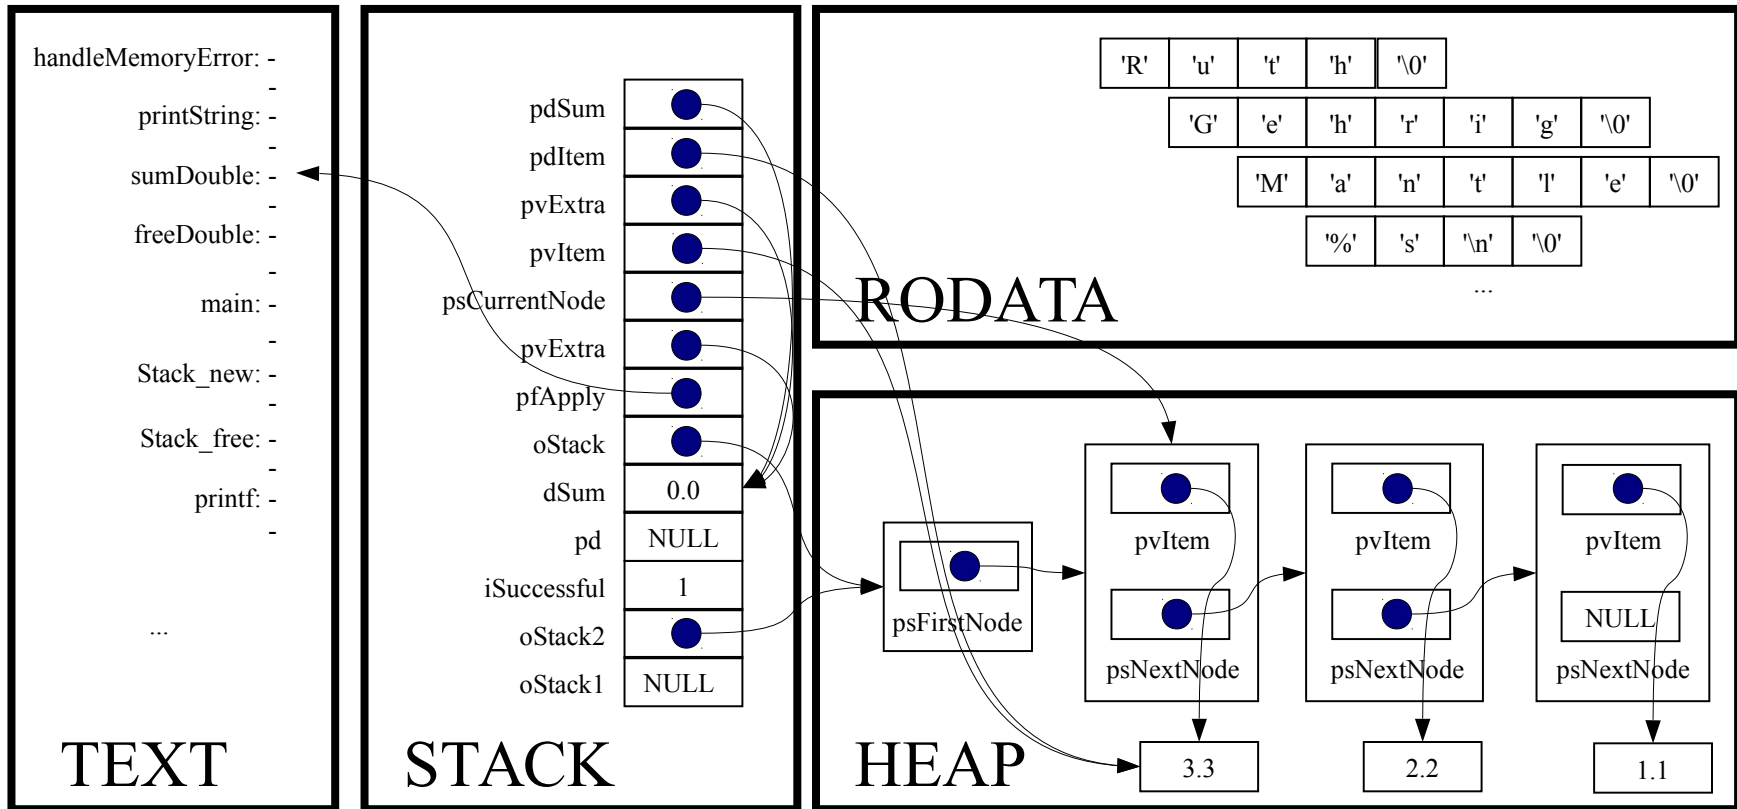 handleMemoryError: -
-
printString: -
-
sumDouble: -
-
freeDouble: -
-
main: -
-
Stack_new: -
-
Stack_free: -
-
printf: -
-
...
TEXT
pdSum
pdItem
pvExtra
pvItem
psCurrentNode
pvExtra
pfApply
oStack
dSum 0.0
pd NULL
iSuccessful 1
oStack2
oStack1 NULL
STACK
'R' 'u' 't' 'h' '\0'
'G' 'e' 'h' 'r' 'i' 'g' '\0'
'M' 'a' 'n' 't' 'l' 'e' '\0'
'%' 's' '\n' '\0'
...
RODATA
pvItem pvItem pvItem
psFirstNode NULL
psNextNode psNextNode psNextNode
3.3 2.2 1.1
HEAP